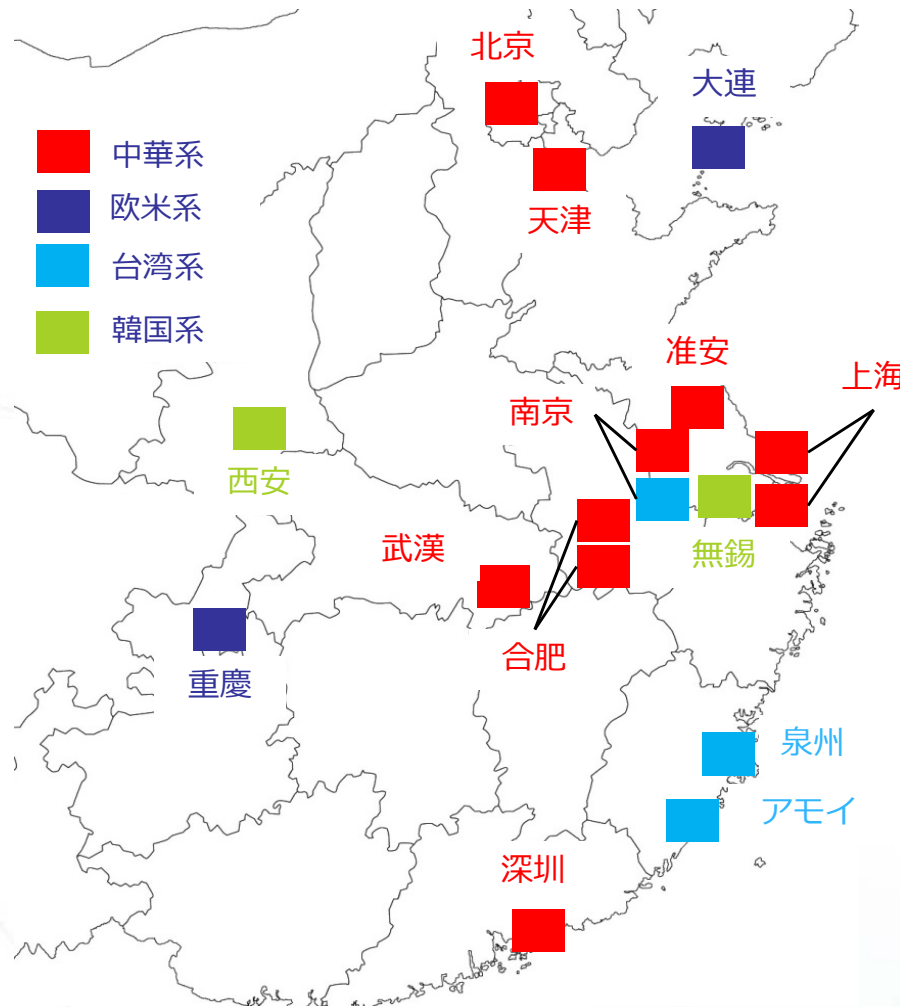 北京
大連
中華系
欧米系
台湾系
韓国系
天津
准安
上海
南京
西安
武漢
無錫
合肥
重慶
泉州
アモイ
深圳